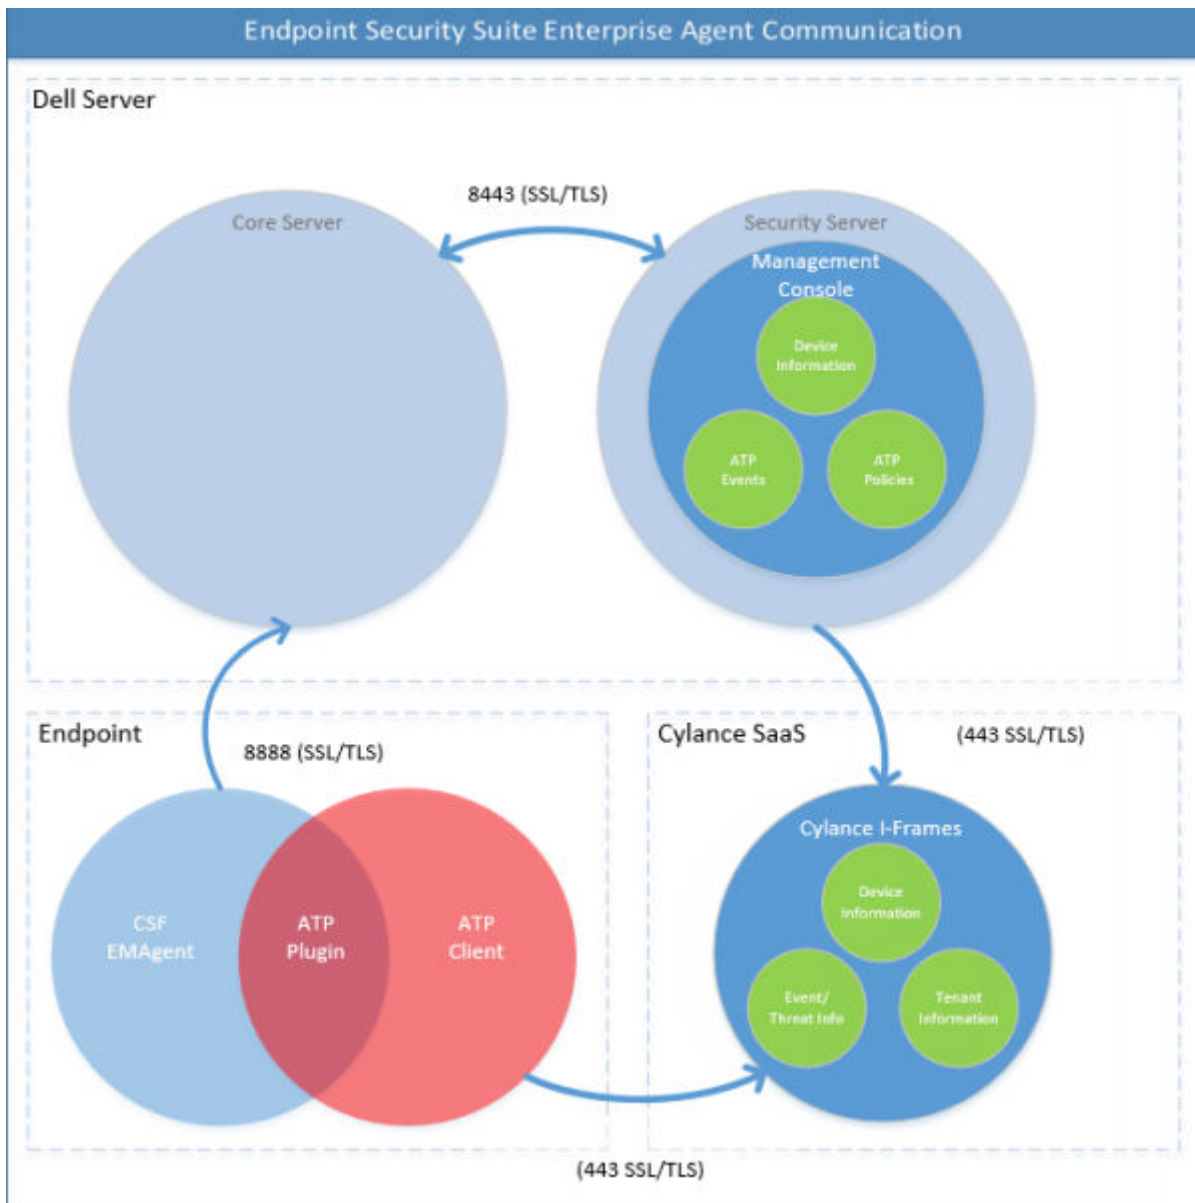 Endpoint Security Suite Enterprise Agent Communication
Dell Server
8443 (SSL/TLS)
Core Server
Security Server
Management
Console
Device
Information
ATP
Events
ATP
Policies
Endpoint
8888 (SSL/TLS)
Cylance SaaS
(443 SSL/TLS)
CSF
EMAgent
ATP
Plugin
ATP
Client
Cylance I-Frames
Device
Information
Event/
Threat Info
Tenant
Information
(443 SSL/TLS)